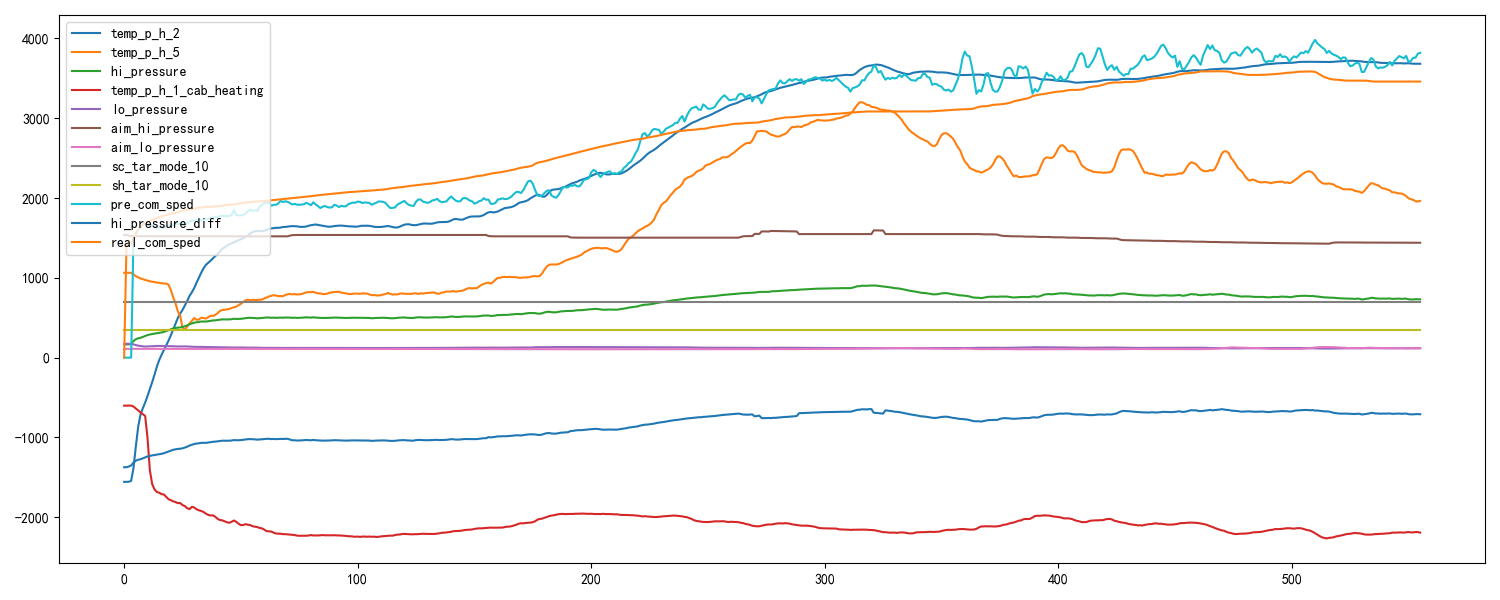 4000
3000
2000
1000
0
−1000
−2000
temp_p_h_2
temp_p_h_5
hi_pressure
temp_p_h_1_cab_heating
lo_pressure
aim_hi_pressure
aim_lo_pressure
sc_tar_mode_10
sh_tar_mode_10
pre_com_sped
hi_pressure_diff
real_com_sped
0 100 200 300 400 500